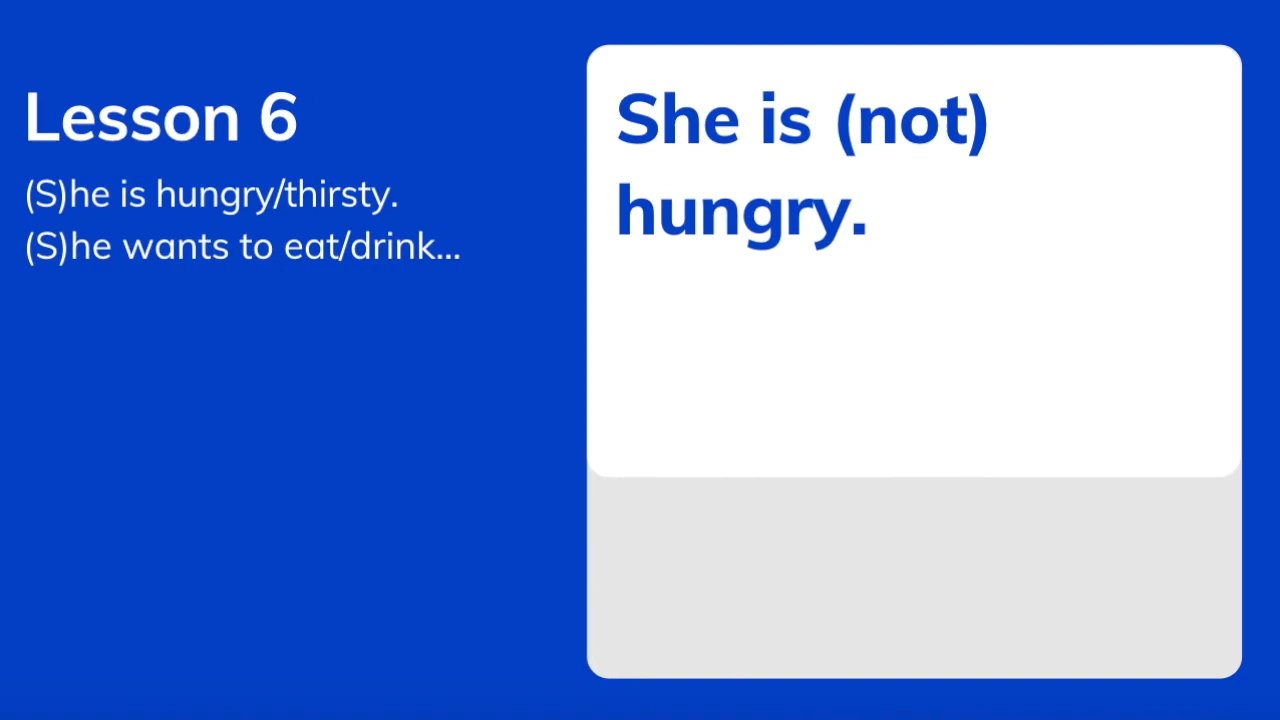 Lesson 6
(S)he is hungry/thirsty.
(S)he wants to eat/drink...
She is (not)
hungry.